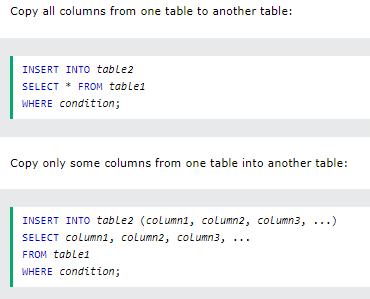 Copy all columns from one table to another table:
INSERT INTO table2
SELECT * FROM table1
WHERE condition;
Copy only some columns from one table into another table:
INSERT INTO table2 (column1, column2, column3, ...)
SELECT column1, column2, column3, ...
FROM table1
WHERE condition;